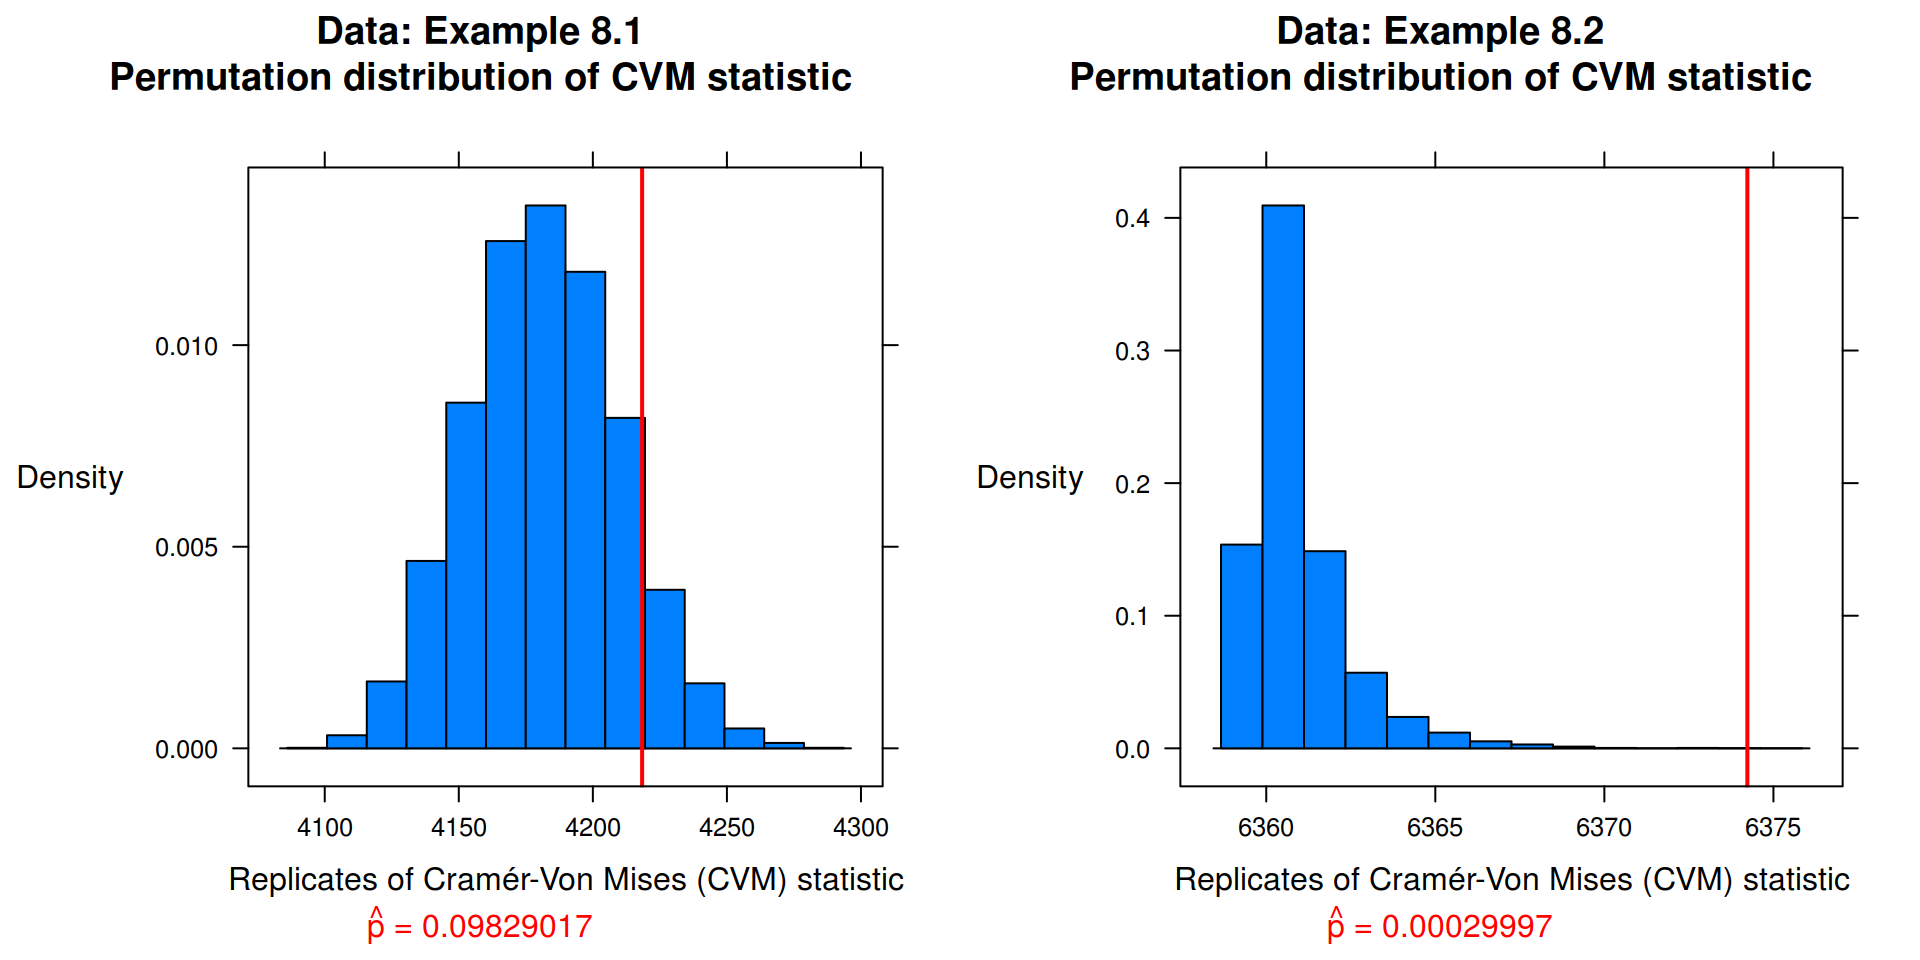 Data: Example 8.1
Permutation distribution of CVM statistic
Density
0.010
0.005
0.000
4100 4150 4200 4250 4300
Replicates of Cramér-Von Mises (CVM) statistic
p̂ = 0.09829017
Data: Example 8.2
Permutation distribution of CVM statistic
Density
0.4
0.3
0.2
0.1
0.0
6360 6365 6370 6375
Replicates of Cramér-Von Mises (CVM) statistic
p̂ = 0.00029997